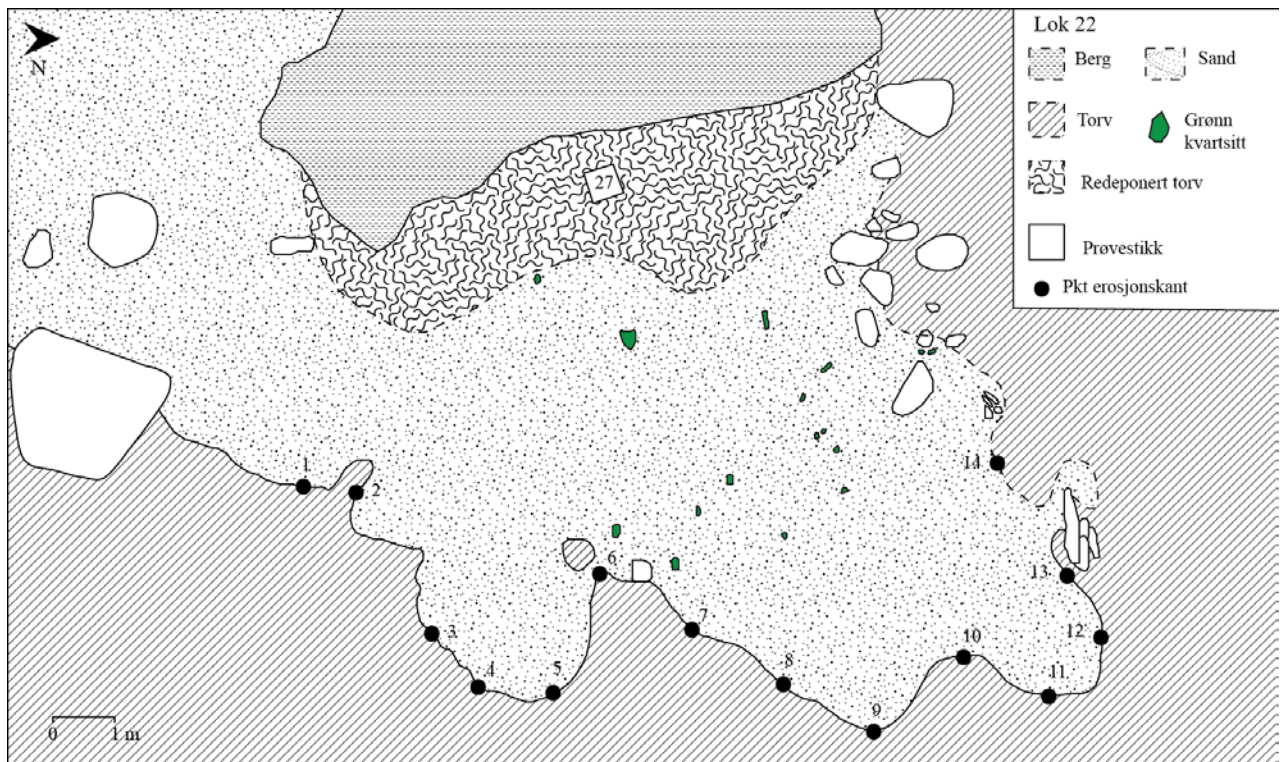 N
Lok 22
Berg
Sand
Torv
Grønn
kvartsitt
Redeponert torv
Prøvestikk
Pkt erosjonskant
27
1
2
3
4
5
6
7
8
9
10
11
12
13
14
0 1 m